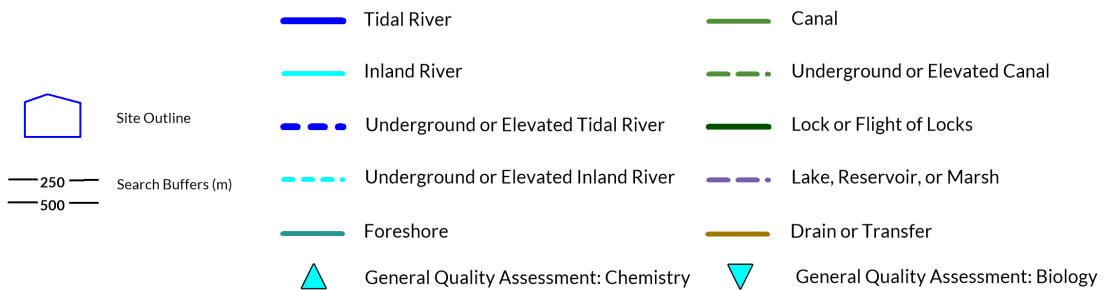 Tidal River
Canal
Inland River
Underground or Elevated Canal
Site Outline
Underground or Elevated Tidal River
Lock or Flight of Locks
250
Search Buffers (m)
500
Underground or Elevated Inland River
Lake, Reservoir, or Marsh
Foreshore
Drain or Transfer
General Quality Assessment: Chemistry
General Quality Assessment: Biology